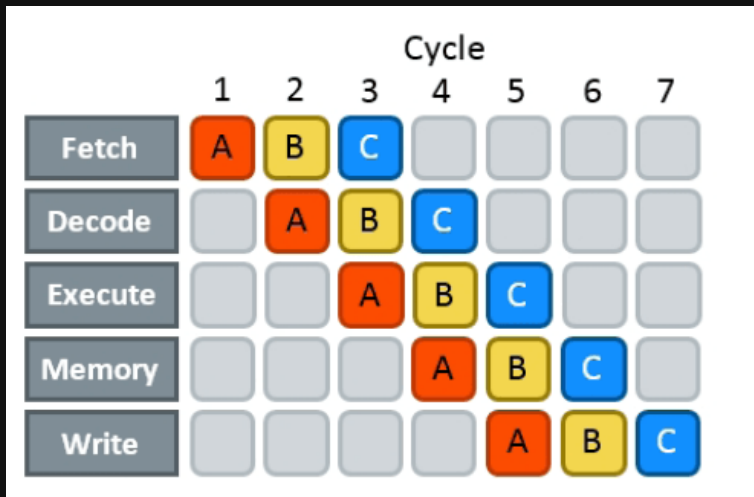 Cycle
1 2 3 4 5 6 7
Fetch A B C
Decode A B C
Execute A B C
Memory A B C
Write A B C